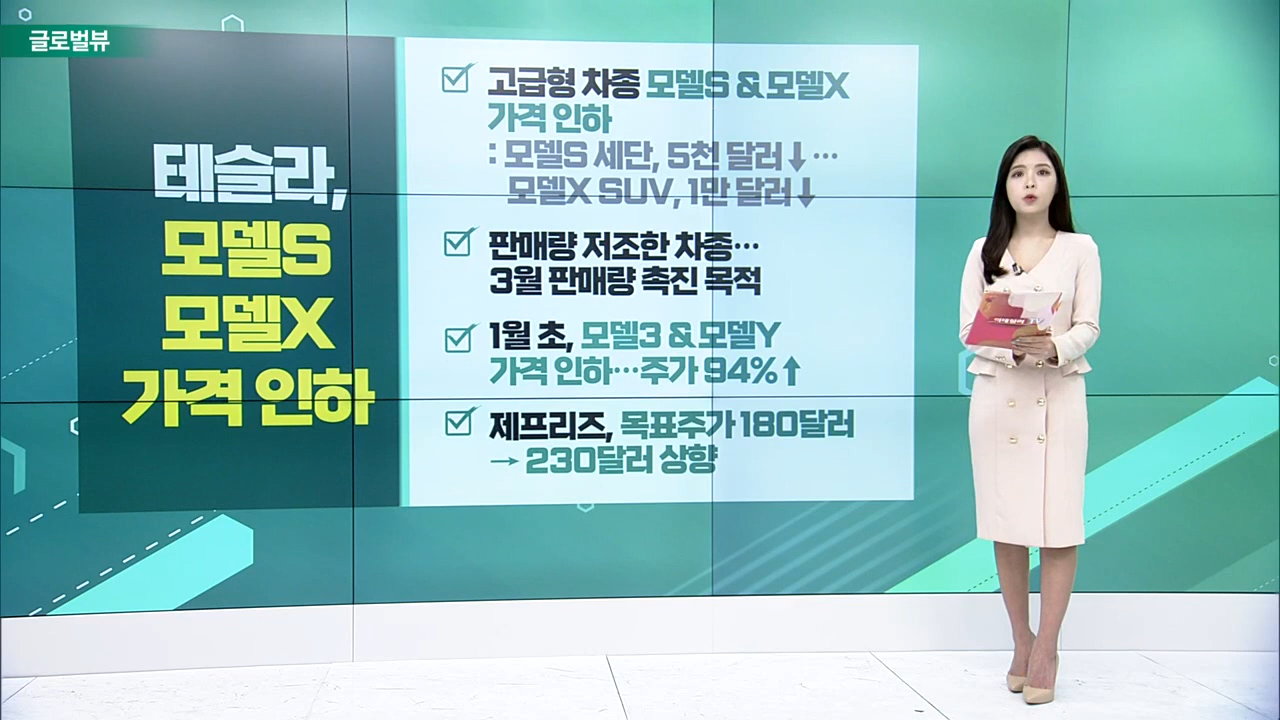 글로벌뷰
테슬라,
모델S
모델X
가격 인하
고급형 차종 모델S & 모델X
가격 인하
: 모델S 세단, 5천 달러↓…
모델X SUV, 1만 달러↓
판매량 저조한 차종…
3월 판매량 촉진 목적
1월 초, 모델3 & 모델Y
가격 인하…주가 94%↑
제프리즈, 목표주가 180달러
→ 230달러 상향